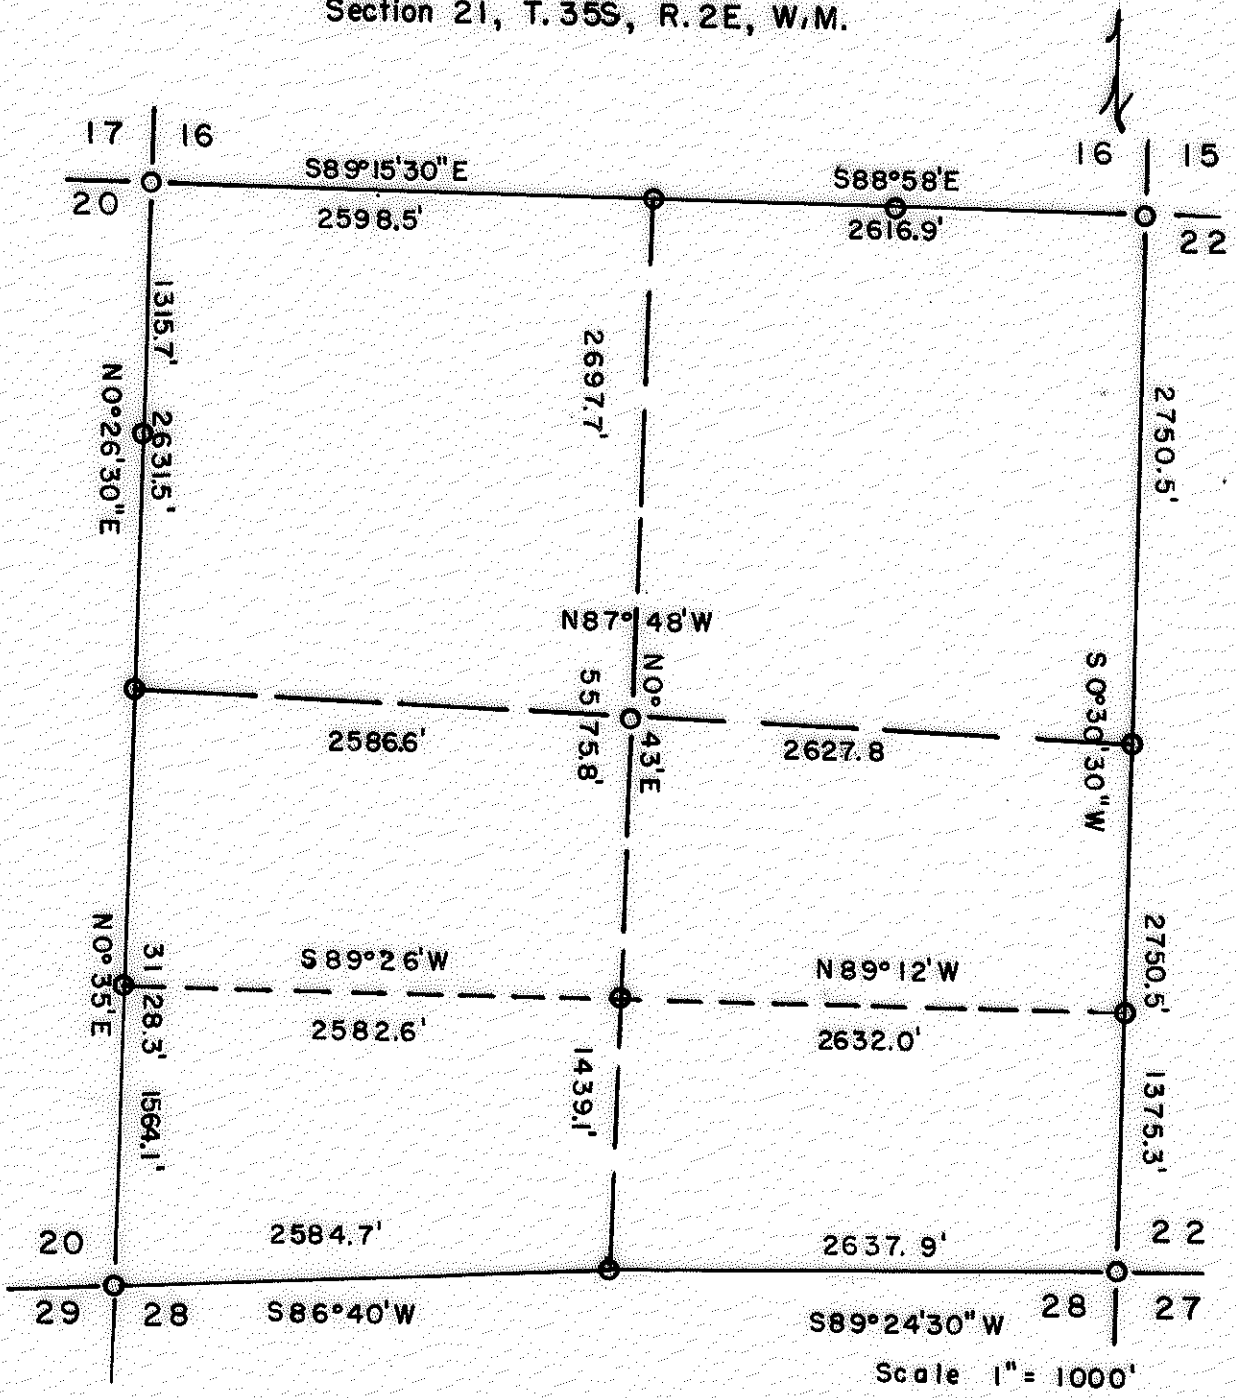 Section 21, T. 35S, R. 2E, W.M.
17 16
16 15
S89°15'30"E
S88°58'E
20
2598.5'
2616.9'
22
1315.7'
2697.7'
N0°26'30"E
2631.5'
2750.5'
N87°48'W
N0°43'E
5575.8'
S0°30'30"W
2586.6'
2627.8
N0°35'E
3128.3'
S89°26'W
N89°12'W
2750.5'
2582.6'
2632.0'
1439.1'
1564.1'
1375.3'
20
2584.7'
2637.9'
22
29 28
S86°40'W
S89°24'30"W
28 27
Scale 1"= 1000'